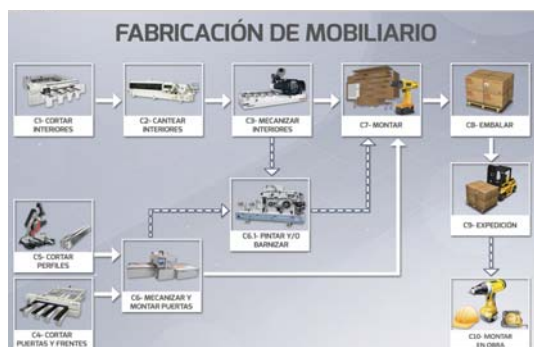 FABRICACIÓN DE MOBILIARIO
C1- CORTAR
INTERIORES
C2- CANTEAR
INTERIORES
C3- MECANIZAR
INTERIORES
C7- MONTAR
C8- EMBALAR
C6.1- PINTAR Y/O
BARNIZAR
C9- EXPEDICIÓN
C5- CORTAR
PERFILES
C6- MECANIZAR Y
MONTAR PUERTAS
C4- CORTAR
PUERTAS Y FRENTES
C10- MONTAR
EN OBRA